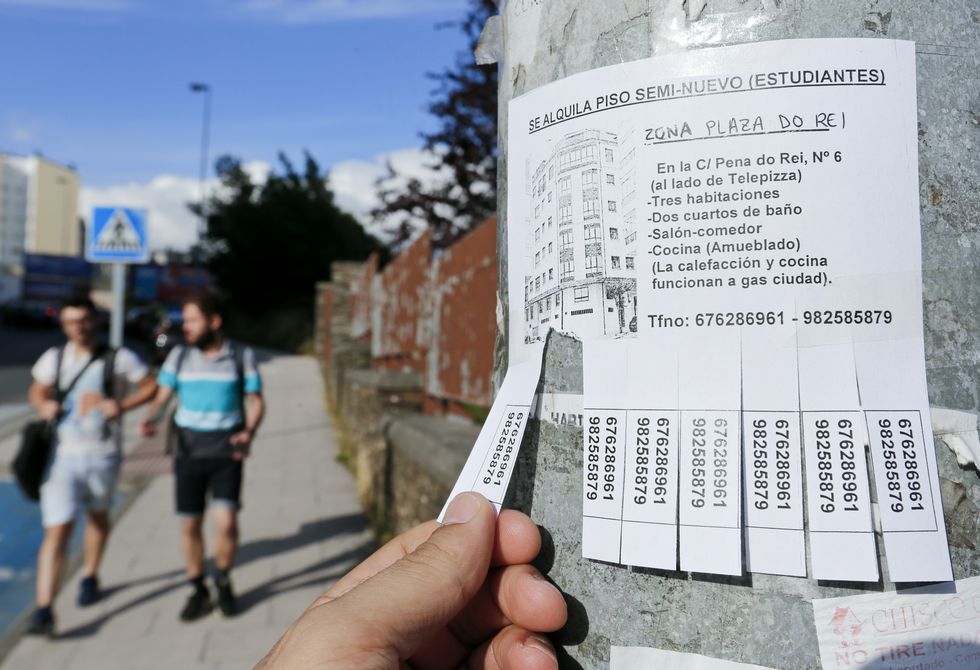 SE ALQUILA PISO SEMI-NUEVO (ESTUDIANTES)
ZONA PLAZA DO REI
En la C/ Pena do Rei, Nº 6
(al lado de Telepizza)
-Tres habitaciones
-Dos cuartos de baño
-Salón-comedor
-Cocina (Amueblado)
(La calefacción y cocina
funcionan a gas ciudad).
Tfno: 676286961 - 982585879
676286961
982585879
676286961
982585879
676286961
982585879
676286961
982585879
676286961
982585879
676286961
982585879
676286961
982585879
NO TIRE